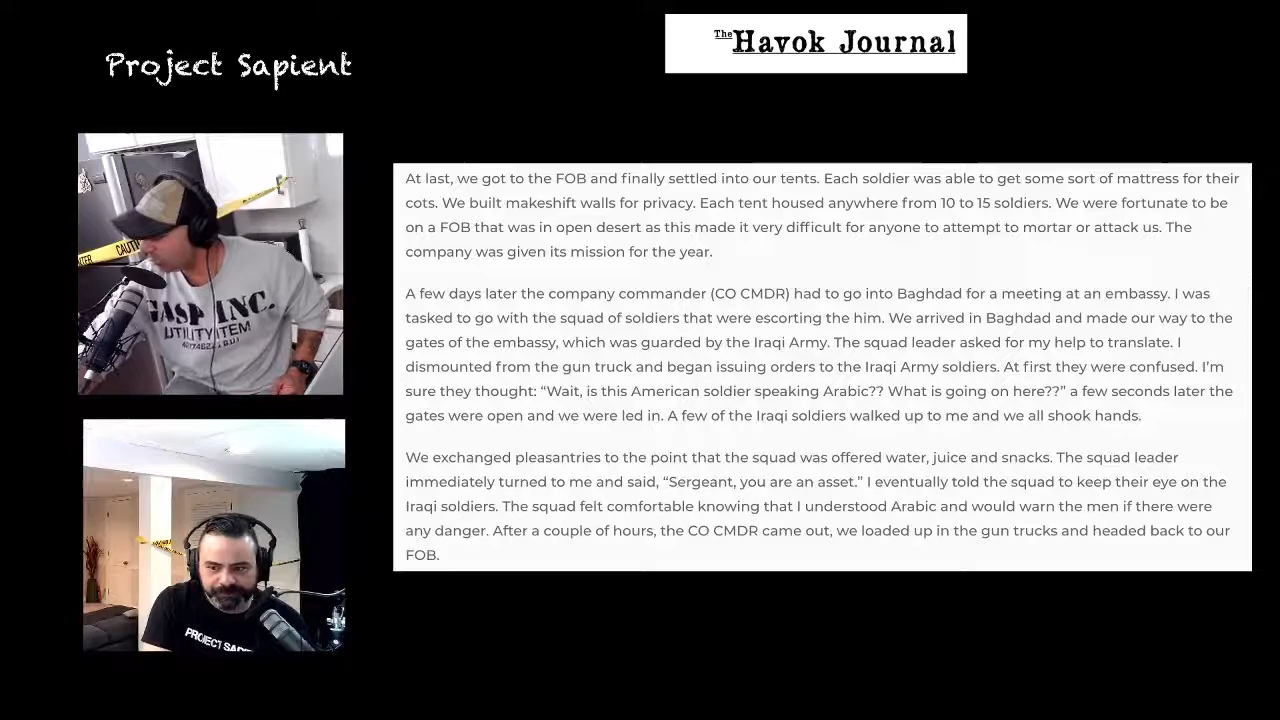 Project Sapient
The Havok Journal
At last, we got to the FOB and finally settled into our tents. Each soldier was able to get some sort of mattress for their
cots. We built makeshift walls for privacy. Each tent housed anywhere from 10 to 15 soldiers. We were fortunate to be
on a FOB that was in open desert as this made it very difficult for anyone to attempt to mortar or attack us. The
company was given its mission for the year.
A few days later the company commander (CO CMDR) had to go into Baghdad for a meeting at an embassy. I was
tasked to go with the squad of soldiers that were escorting the him. We arrived in Baghdad and made our way to the
gates of the embassy, which was guarded by the Iraqi Army. The squad leader asked for my help to translate. I
dismounted from the gun truck and began issuing orders to the Iraqi Army soldiers. At first they were confused. I’m
sure they thought: “Wait, is this American soldier speaking Arabic?? What is going on here??” a few seconds later the
gates were open and we were led in. A few of the Iraqi soldiers walked up to me and we all shook hands.
We exchanged pleasantries to the point that the squad was offered water, juice and snacks. The squad leader
immediately turned to me and said, “Sergeant, you are an asset.” I eventually told the squad to keep their eye on the
Iraqi soldiers. The squad felt comfortable knowing that I understood Arabic and would warn the men if there were
any danger. After a couple of hours, the CO CMDR came out, we loaded up in the gun trucks and headed back to our
FOB.
CAUTI
GASP INC.
UTILITY ITEM
PROJECT SAPI